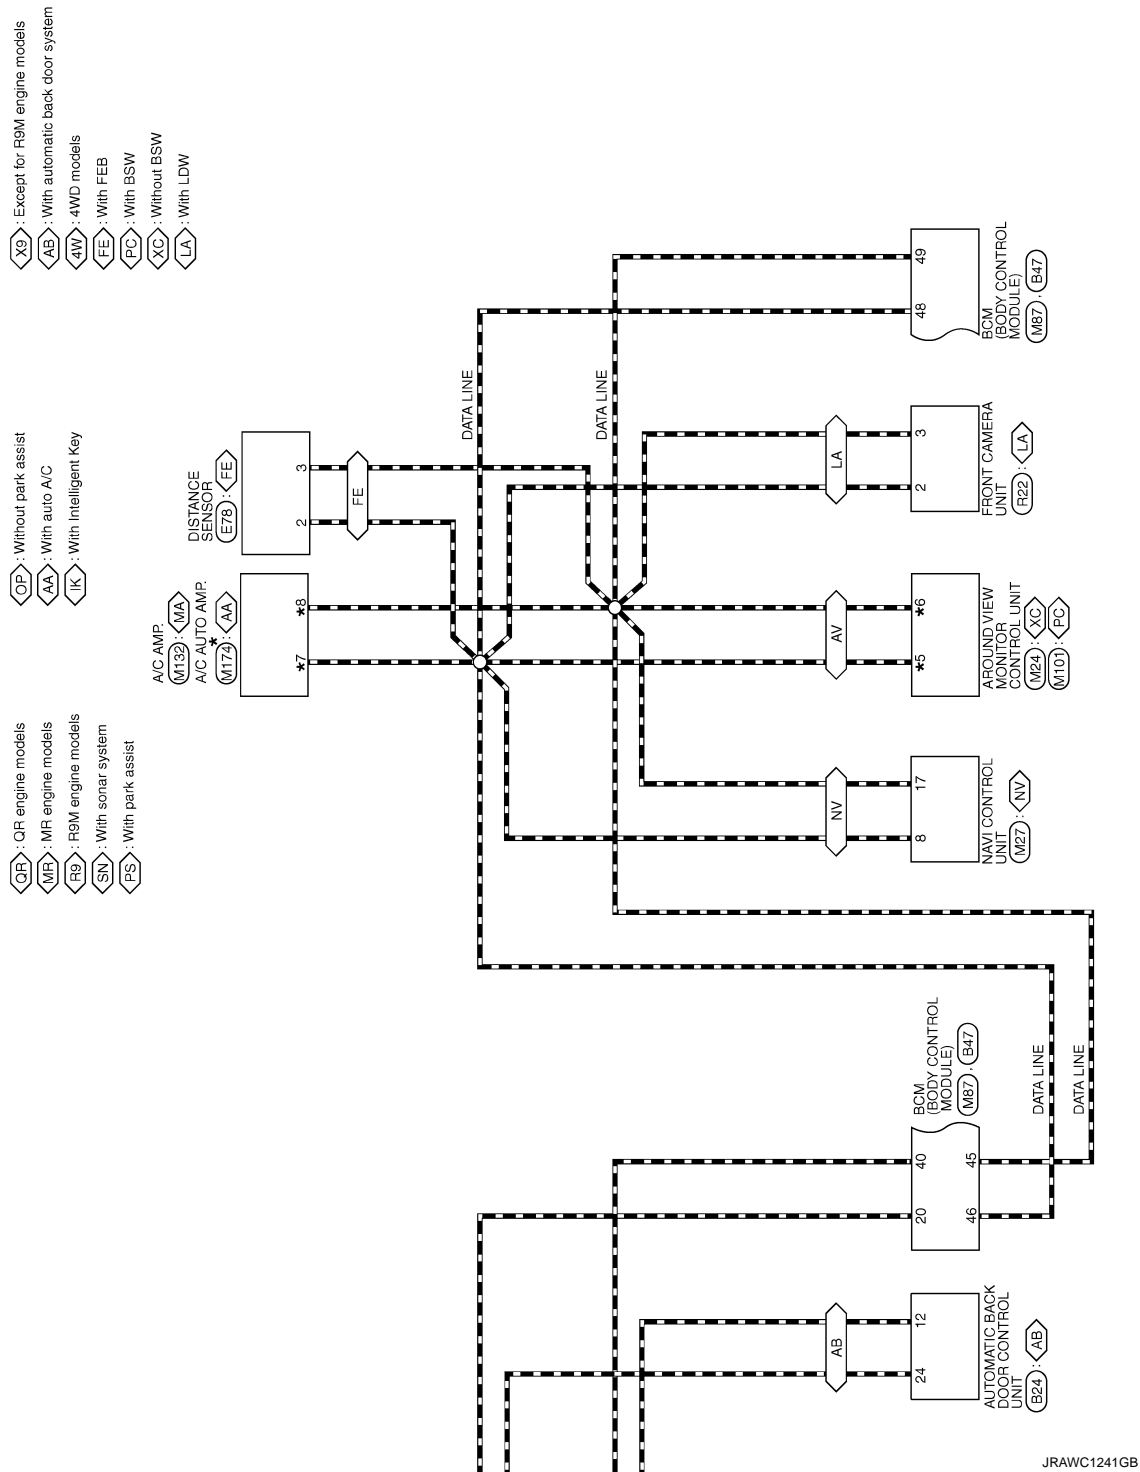 X9 : Except for R9M engine models
AB : With automatic back door system
4W : 4WD models
FE : With FEB
PC : With BSW
XC : Without BSW
LA : With LDW
OP : Without park assist
AA : With auto A/C
IK : With Intelligent Key
QR : QR engine models
MR : MR engine models
R9 : R9M engine models
SN : With sonar system
PS : With park assist
A/C AMP.
M132 : MA
A/C AUTO AMP.
*
M174 : AA
*7
*8
DISTANCE
SENSOR
E78 : FE
2
3
FE
DATA LINE
DATA LINE
AB
24
12
AUTOMATIC BACK
DOOR CONTROL
UNIT
B24 : AB
20
40
46
45
BCM
(BODY CONTROL
MODULE)
M87 , B47
DATA LINE
DATA LINE
NV
8
17
NAVI CONTROL
UNIT
M27 : NV
AV
*5
*6
AROUND VIEW
MONITOR
CONTROL UNIT
M24 : XC
M101 : PC
LA
2
3
FRONT CAMERA
UNIT
R22 : LA
48
49
BCM
(BODY CONTROL
MODULE)
M87 , B47
JRAWC1241GB